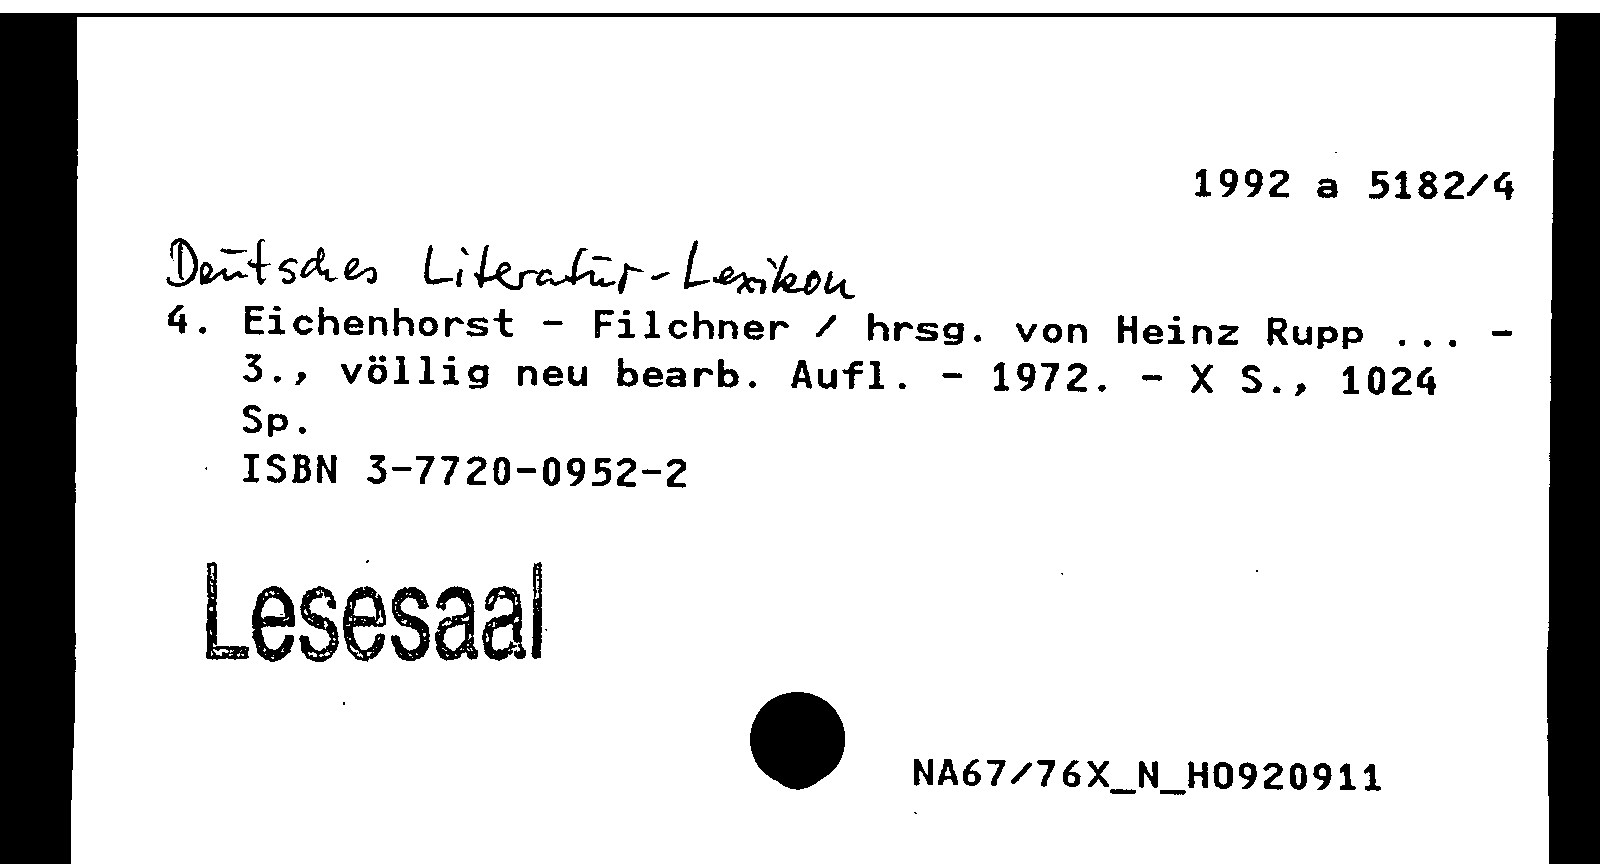 1992 a 5182/4
Deutsches Literatur-Lexikon
4. Eichenhorst - Filchner / hrsg. von Heinz Rupp ... -
3., völlig neu bearb. Aufl. - 1972. - X S., 1024
Sp.
ISBN 3-7720-0952-2
Lesesaal
NA67/76X_N_HO920911